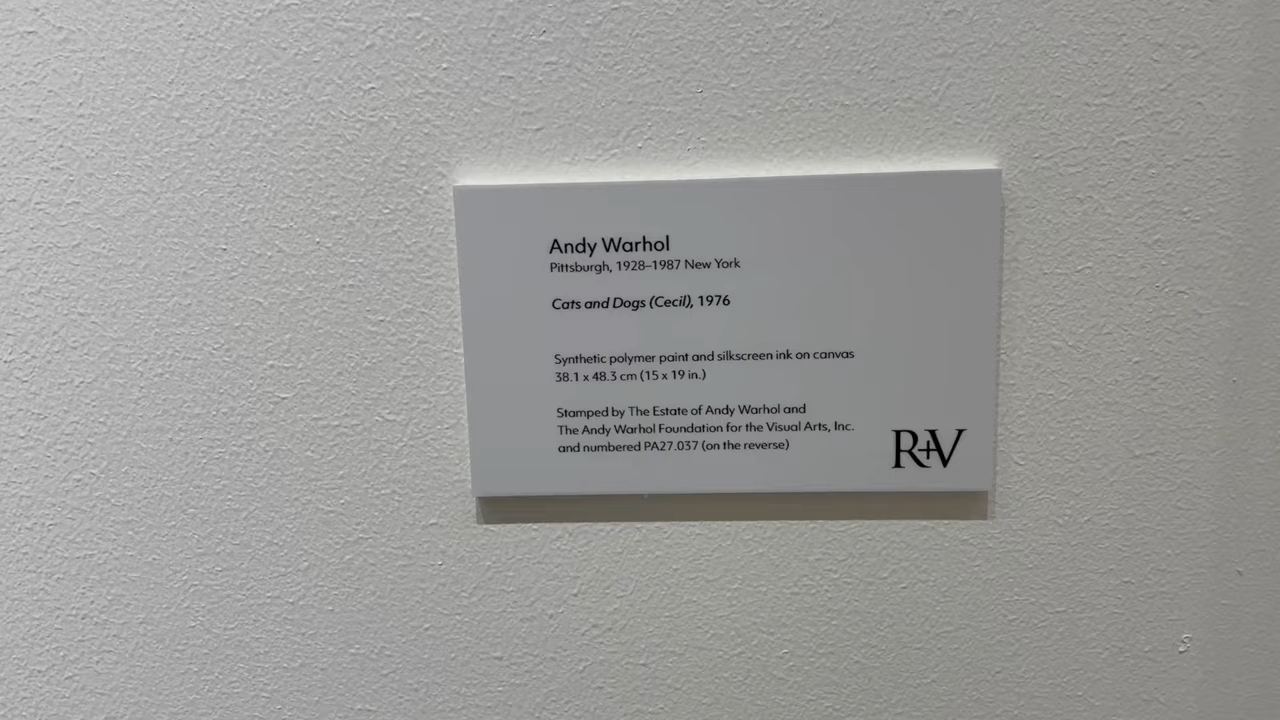 Andy Warhol
Pittsburgh, 1928–1987 New York
Cats and Dogs (Cecil), 1976
Synthetic polymer paint and silkscreen ink on canvas
38.1 x 48.3 cm (15 x 19 in.)
Stamped by The Estate of Andy Warhol and
The Andy Warhol Foundation for the Visual Arts, Inc.
and numbered PA27.037 (on the reverse)
R+V